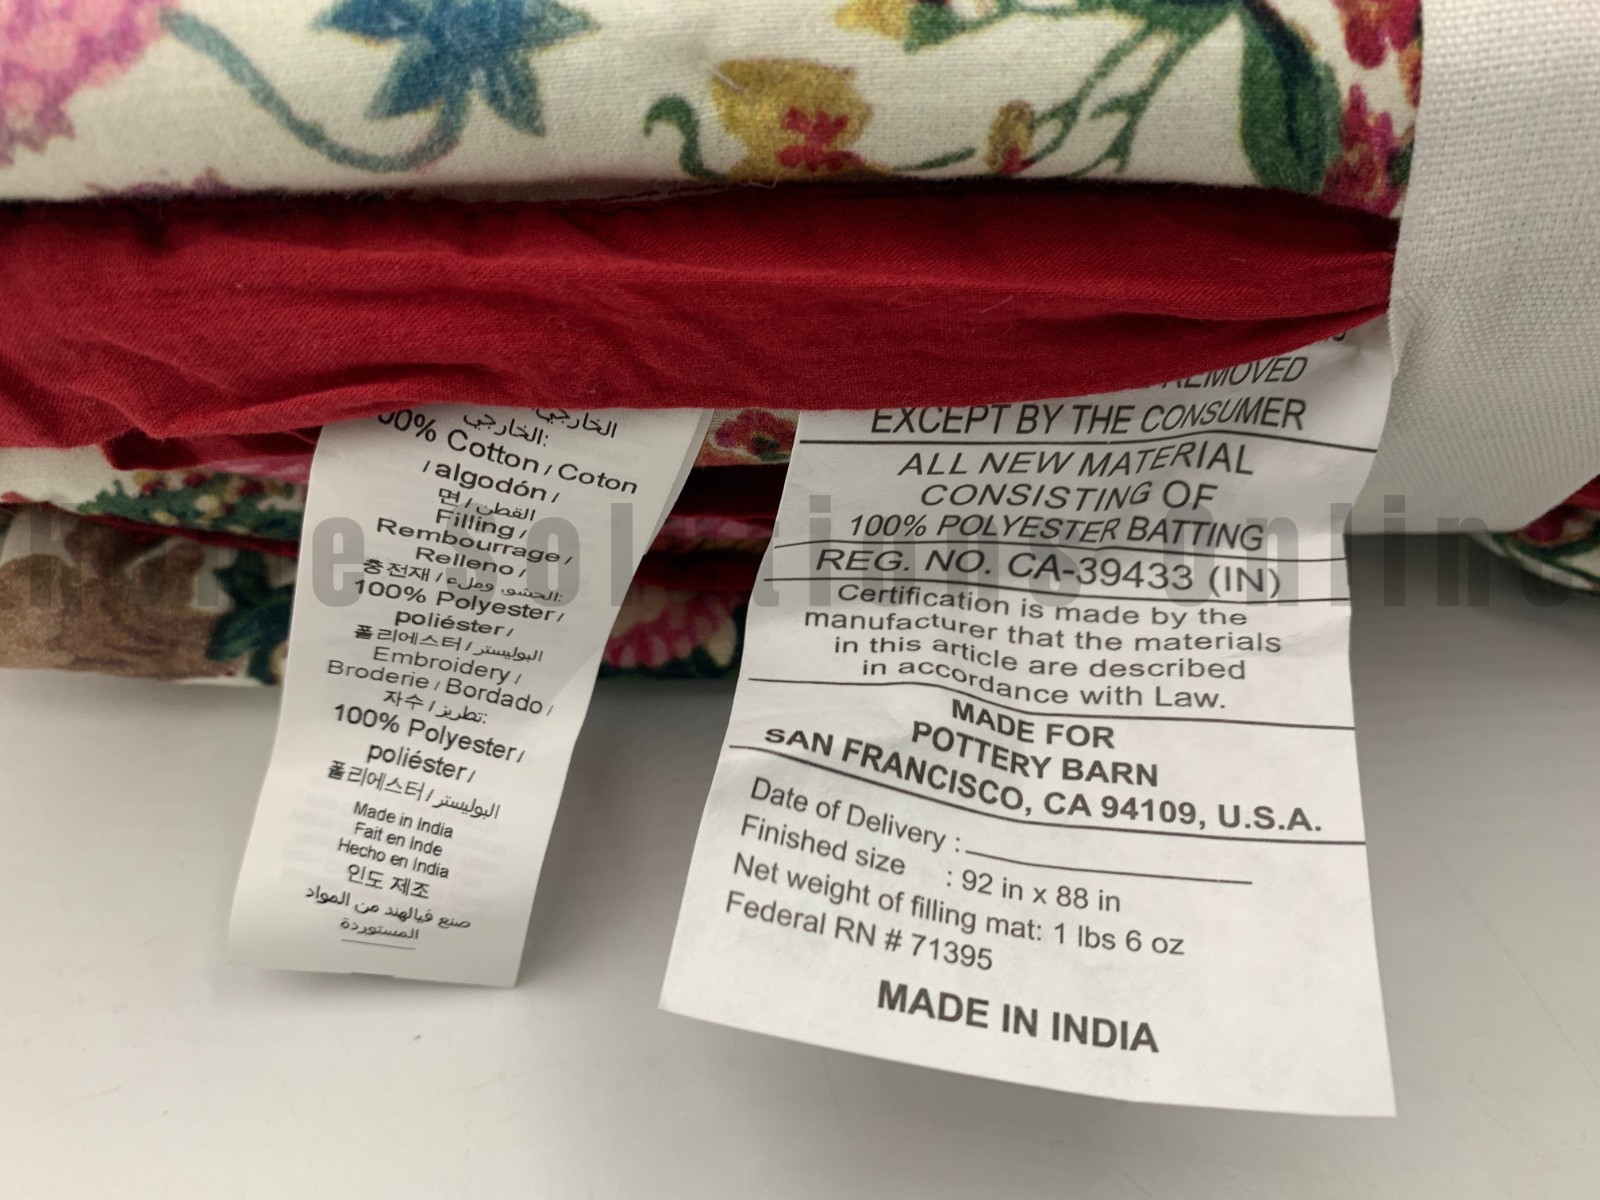 الخارجي
الخارجي:
00% Cotton / Coton
/ algodón /
면 / القطن
Filling /
Rembourrage /
Relleno /
충전재 / الحشو وملء:
100% Polyester /
poliéster /
폴리에스터 / البوليستر
Embroidery /
Broderie / Bordado /
자수 / تطريز:
100% Polyester /
poliéster /
폴리에스터 / البوليستر
Made in India
Fait en Inde
Hecho en India
인도 제조
صنع فيالهند من المواد
المستوردة
REMOVED
EXCEPT BY THE CONSUMER
ALL NEW MATERIAL
CONSISTING OF
100% POLYESTER BATTING
REG. NO. CA-39433 (IN)
Certification is made by the
manufacturer that the materials
in this article are described
in accordance with Law.
MADE FOR
POTTERY BARN
SAN FRANCISCO, CA 94109, U.S.A.
Date of Delivery :
Finished size : 92 in x 88 in
Net weight of filling mat: 1 lbs 6 oz
Federal RN # 71395
MADE IN INDIA
Home Solutions Online